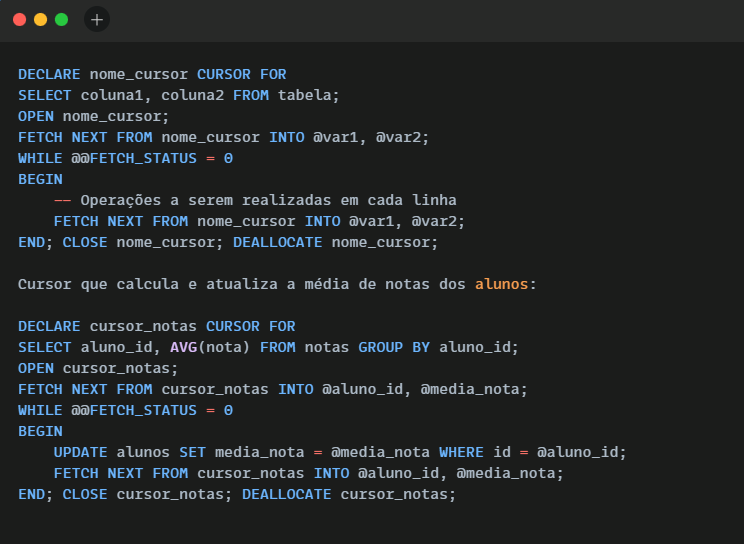 DECLARE nome_cursor CURSOR FOR
SELECT coluna1, coluna2 FROM tabela;
OPEN nome_cursor;
FETCH NEXT FROM nome_cursor INTO @var1, @var2;
WHILE @@FETCH_STATUS = 0
BEGIN
    -- Operações a serem realizadas em cada linha
    FETCH NEXT FROM nome_cursor INTO @var1, @var2;
END; CLOSE nome_cursor; DEALLOCATE nome_cursor;

Cursor que calcula e atualiza a média de notas dos alunos:

DECLARE cursor_notas CURSOR FOR
SELECT aluno_id, AVG(nota) FROM notas GROUP BY aluno_id;
OPEN cursor_notas;
FETCH NEXT FROM cursor_notas INTO @aluno_id, @media_nota;
WHILE @@FETCH_STATUS = 0
BEGIN
    UPDATE alunos SET media_nota = @media_nota WHERE id = @aluno_id;
    FETCH NEXT FROM cursor_notas INTO @aluno_id, @media_nota;
END; CLOSE cursor_notas; DEALLOCATE cursor_notas;